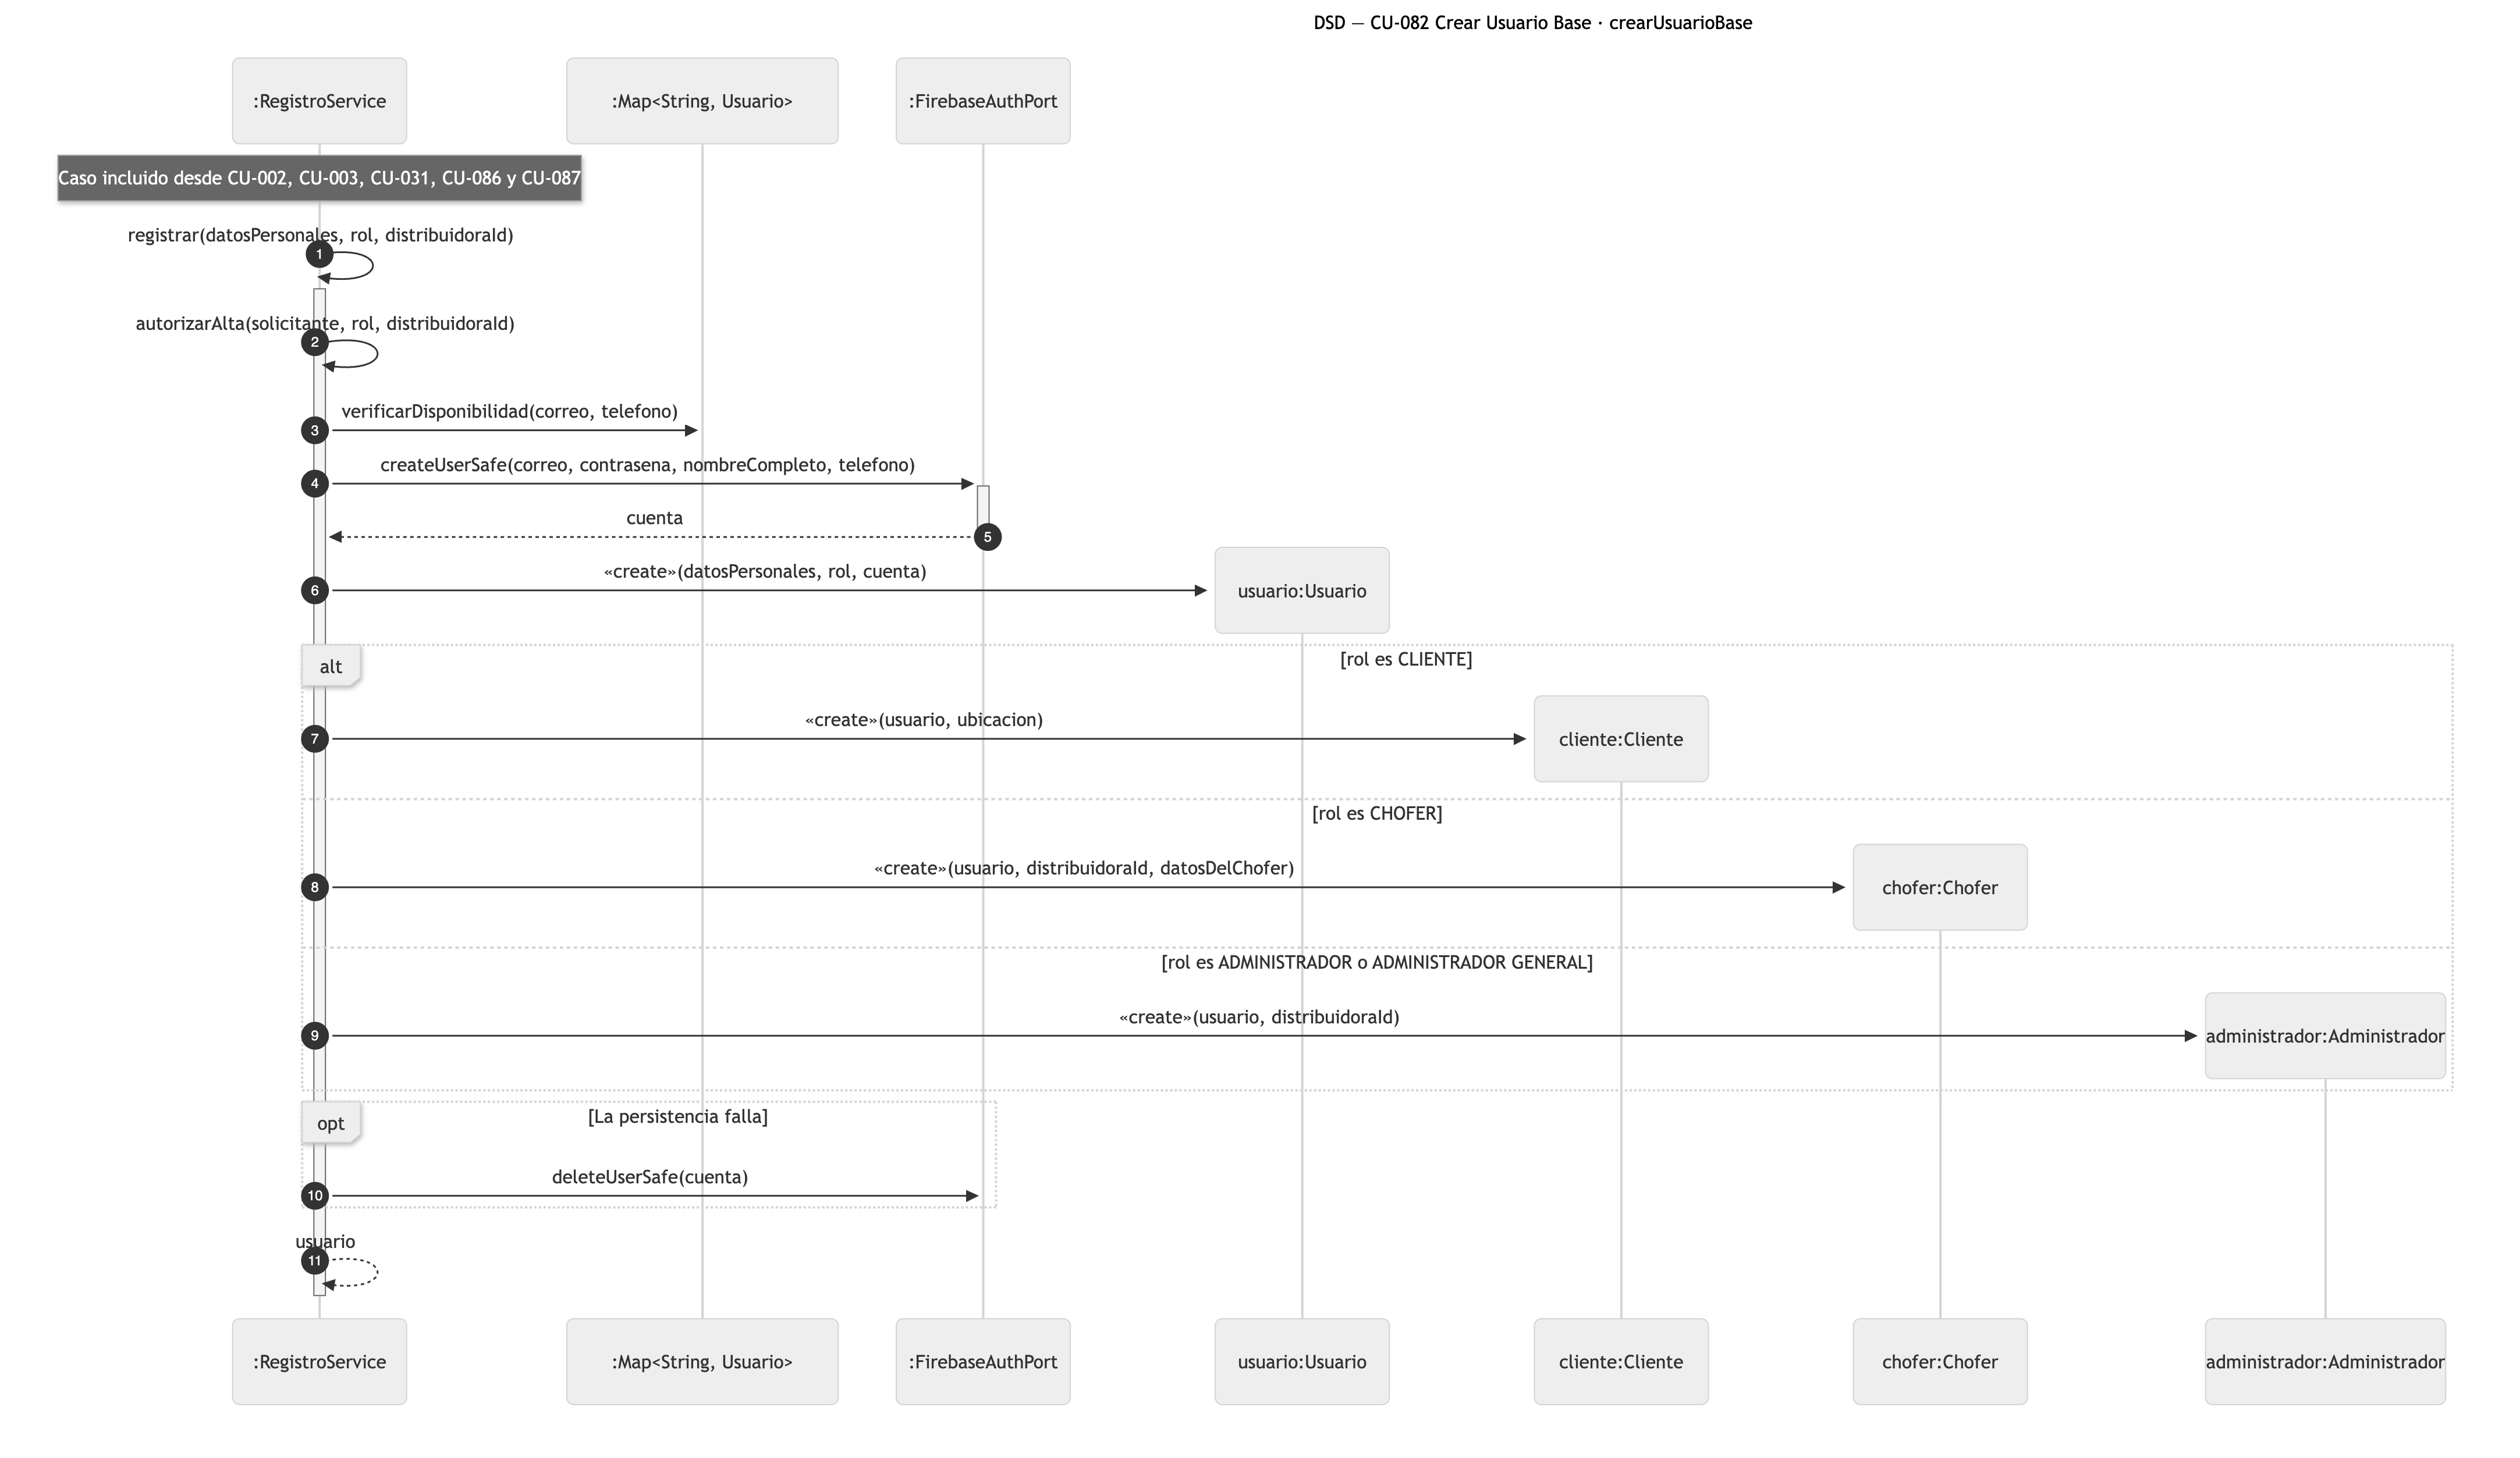 DSD — CU-082 Crear Usuario Base · crearUsuarioBase
:RegistroService
:Map<String, Usuario>
:FirebaseAuthPort
Caso incluido desde CU-002, CU-003, CU-031, CU-086 y CU-087
registrar(datosPersonales, rol, distribuidoraId)
1
autorizarAlta(solicitante, rol, distribuidoraId)
2
verificarDisponibilidad(correo, telefono)
3
createUserSafe(correo, contrasena, nombreCompleto, telefono)
4
cuenta
5
«create»(datosPersonales, rol, cuenta)
6
usuario:Usuario
alt
[rol es CLIENTE]
«create»(usuario, ubicacion)
7
cliente:Cliente
[rol es CHOFER]
«create»(usuario, distribuidoraId, datosDelChofer)
8
chofer:Chofer
[rol es ADMINISTRADOR o ADMINISTRADOR GENERAL]
«create»(usuario, distribuidoraId)
9
administrador:Administrador
opt
[La persistencia falla]
deleteUserSafe(cuenta)
10
usuario
11
:RegistroService
:Map<String, Usuario>
:FirebaseAuthPort
usuario:Usuario
cliente:Cliente
chofer:Chofer
administrador:Administrador